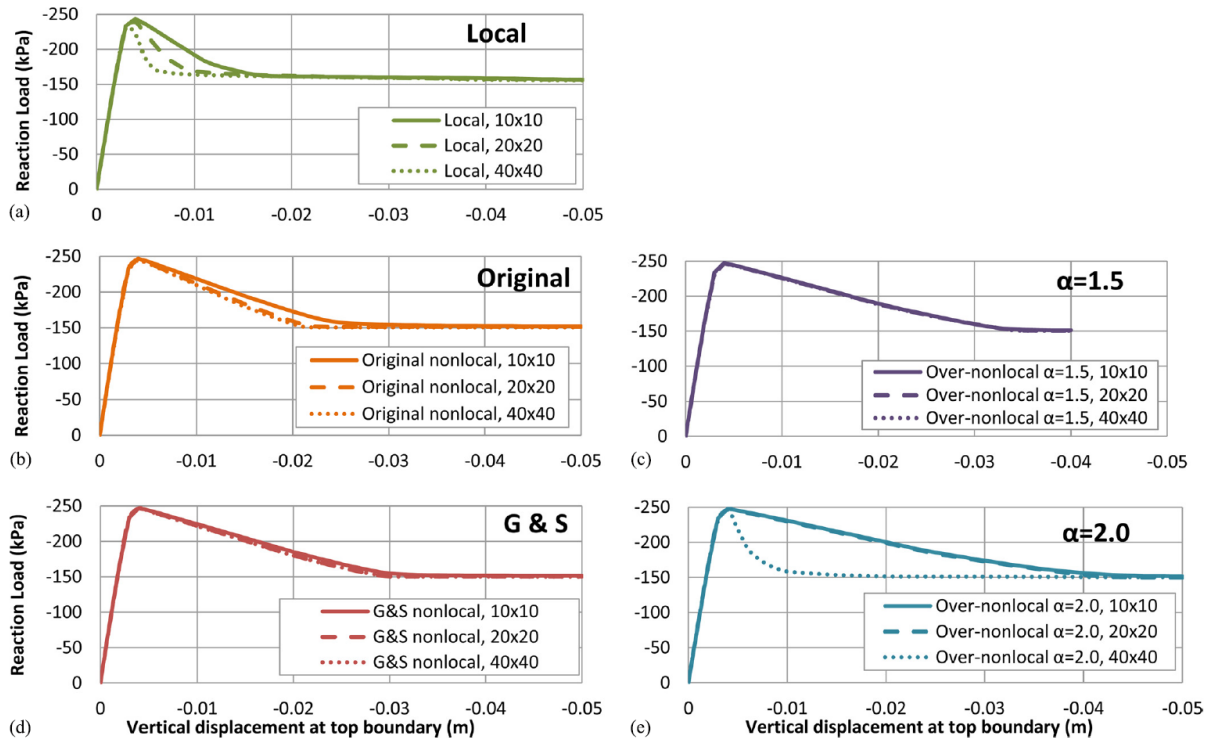 Reaction Load (kPa)
-250
-200
-150
-100
-50
0
Local
Local, 10x10
Local, 20x20
Local, 40x40
0 -0.01 -0.02 -0.03 -0.04 -0.05
(a)
Reaction Load (kPa)
-250
-200
-150
-100
-50
0
Original
Original nonlocal, 10x10
Original nonlocal, 20x20
Original nonlocal, 40x40
0 -0.01 -0.02 -0.03 -0.04 -0.05
(b)
-250
-200
-150
-100
-50
0
α=1.5
Over-nonlocal α=1.5, 10x10
Over-nonlocal α=1.5, 20x20
Over-nonlocal α=1.5, 40x40
0 -0.01 -0.02 -0.03 -0.04 -0.05
(c)
Reaction Load (kPa)
-250
-200
-150
-100
-50
0
G & S
G&S nonlocal, 10x10
G&S nonlocal, 20x20
G&S nonlocal, 40x40
0 -0.01 -0.02 -0.03 -0.04 -0.05
(d)
Vertical displacement at top boundary (m)
-250
-200
-150
-100
-50
0
α=2.0
Over-nonlocal α=2.0, 10x10
Over-nonlocal α=2.0, 20x20
Over-nonlocal α=2.0, 40x40
0 -0.01 -0.02 -0.03 -0.04 -0.05
(e)
Vertical displacement at top boundary (m)